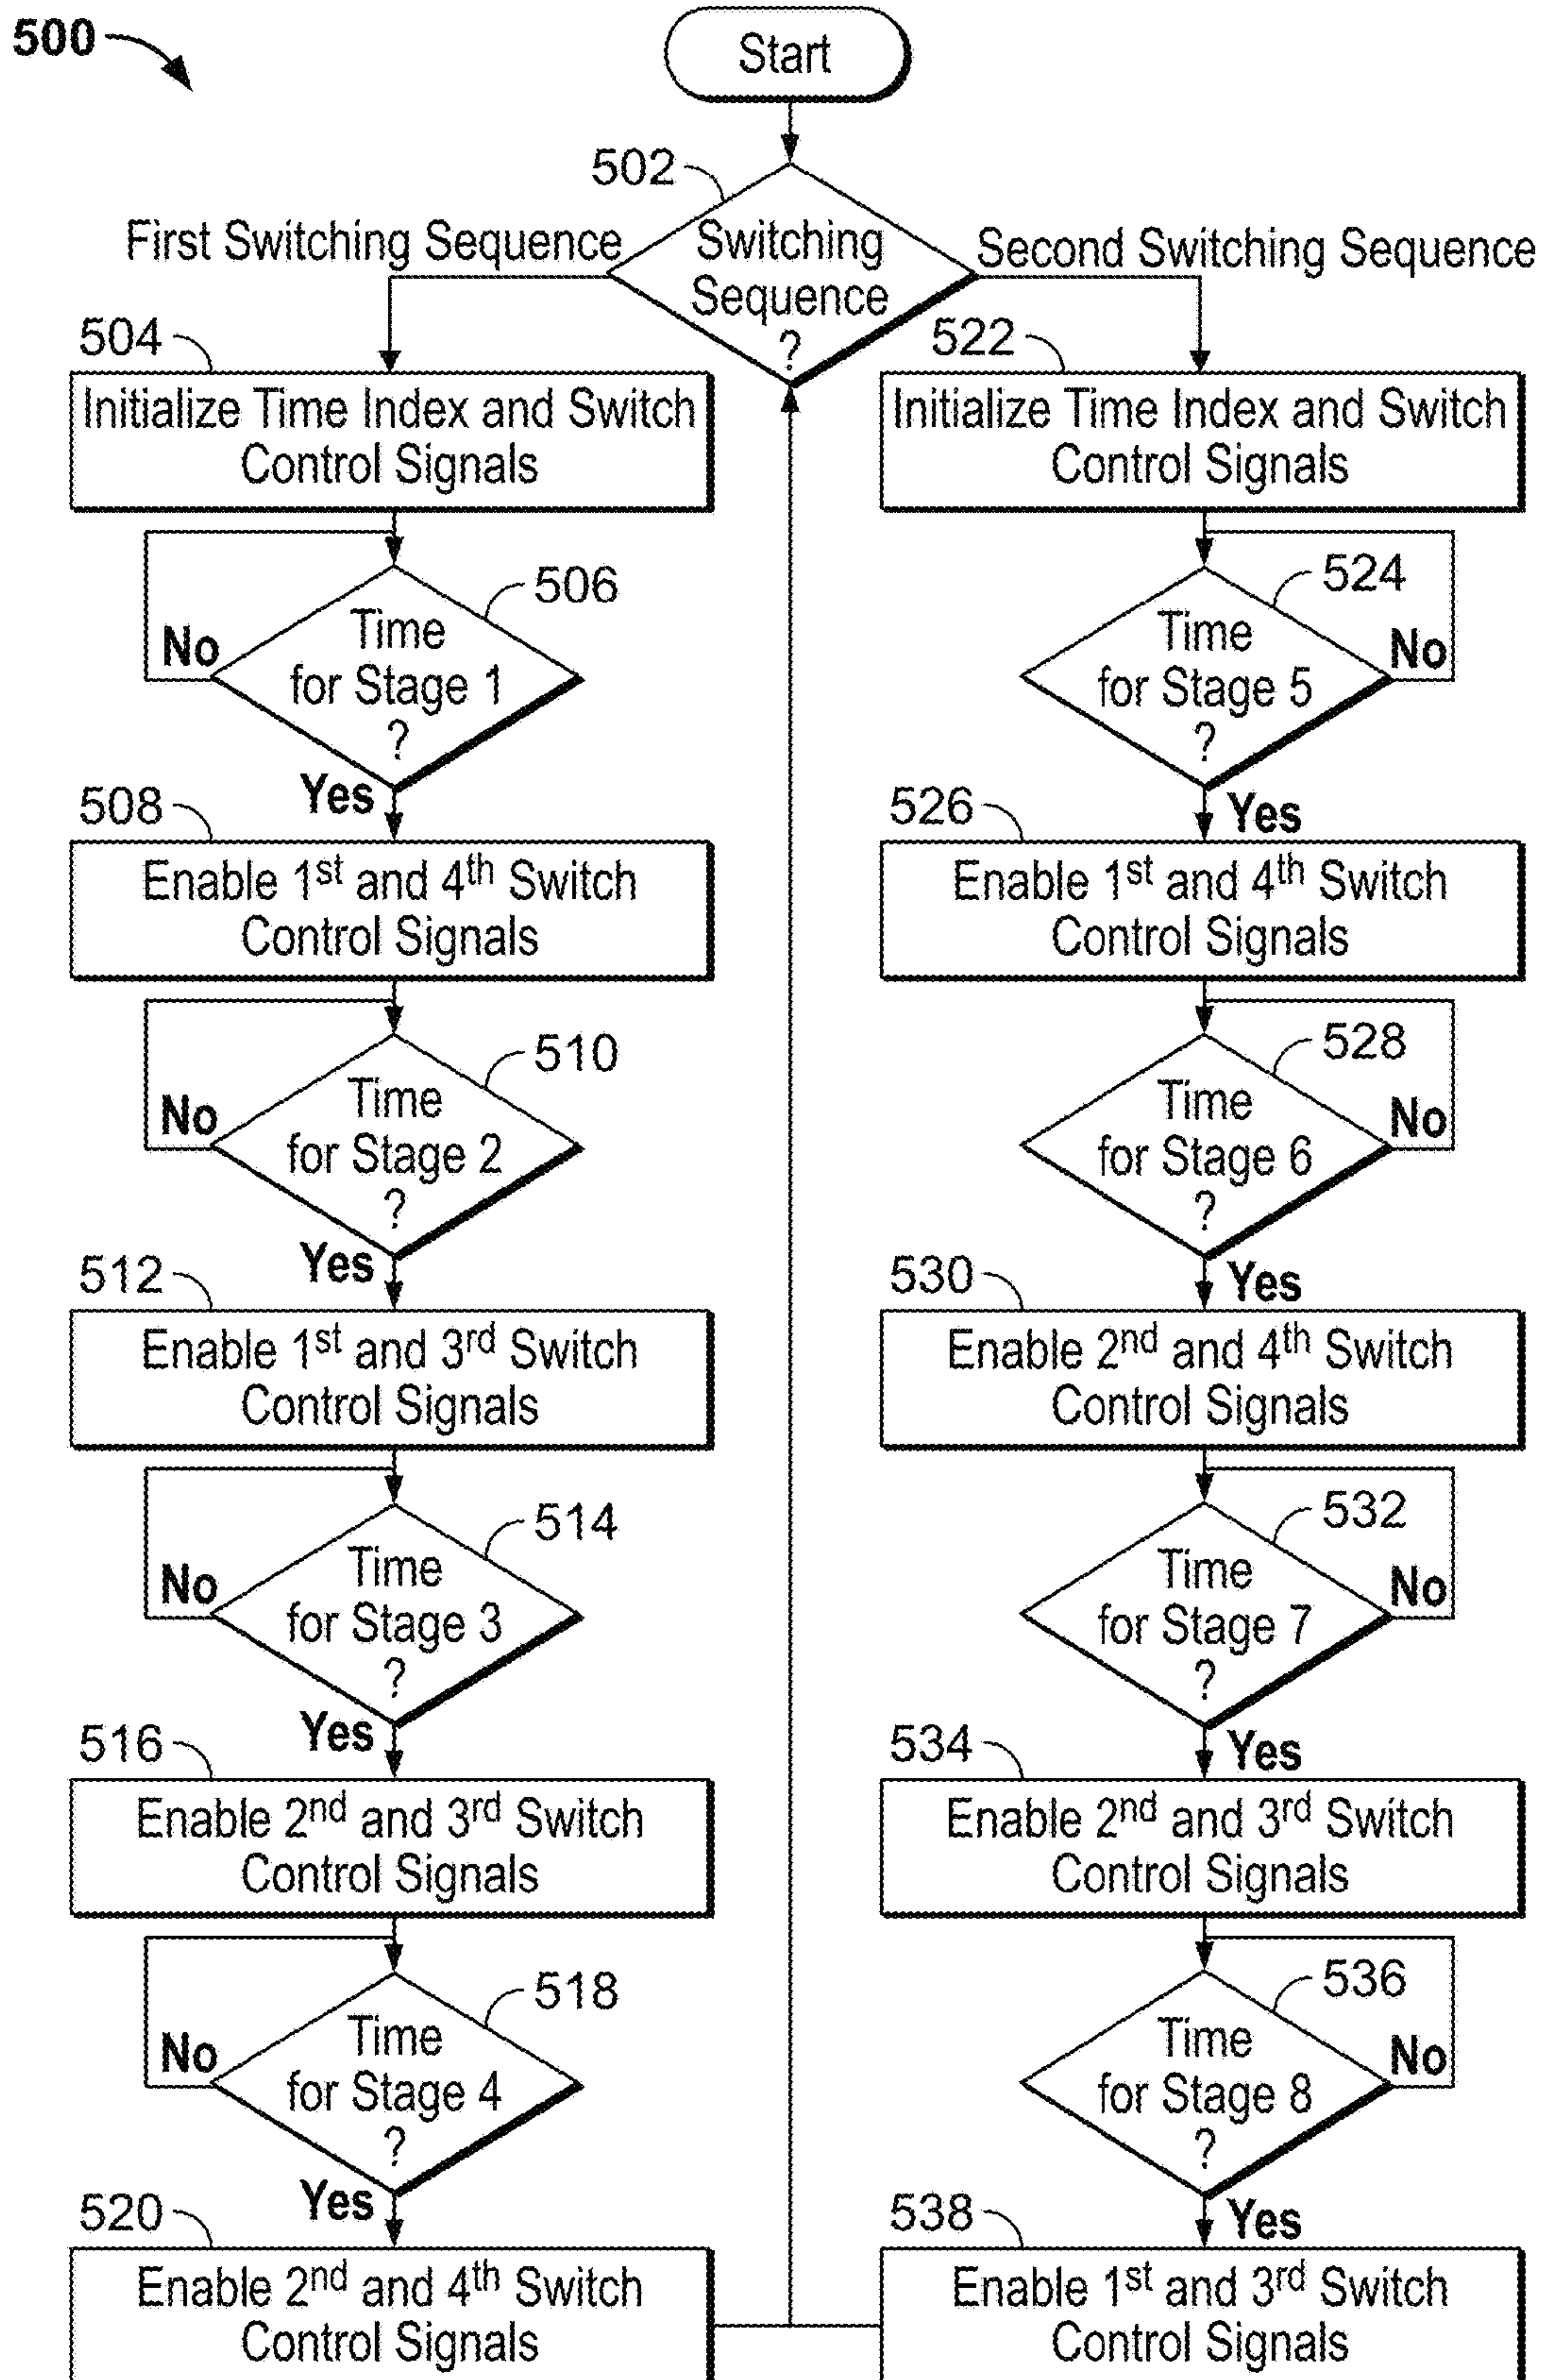 500
Start
502
First Switching Sequence
Switching
Sequence
?
Second Switching Sequence
504
Initialize Time Index and Switch
Control Signals
506
Time
for Stage 1
?
No
Yes
508
Enable 1st and 4th Switch
Control Signals
510
Time
for Stage 2
?
No
Yes
512
Enable 1st and 3rd Switch
Control Signals
514
Time
for Stage 3
?
No
Yes
516
Enable 2nd and 3rd Switch
Control Signals
518
Time
for Stage 4
?
No
Yes
520
Enable 2nd and 4th Switch
Control Signals
522
Initialize Time Index and Switch
Control Signals
524
Time
for Stage 5
?
No
Yes
526
Enable 1st and 4th Switch
Control Signals
528
Time
for Stage 6
?
No
Yes
530
Enable 2nd and 4th Switch
Control Signals
532
Time
for Stage 7
?
No
Yes
534
Enable 2nd and 3rd Switch
Control Signals
536
Time
for Stage 8
?
No
Yes
538
Enable 1st and 3rd Switch
Control Signals